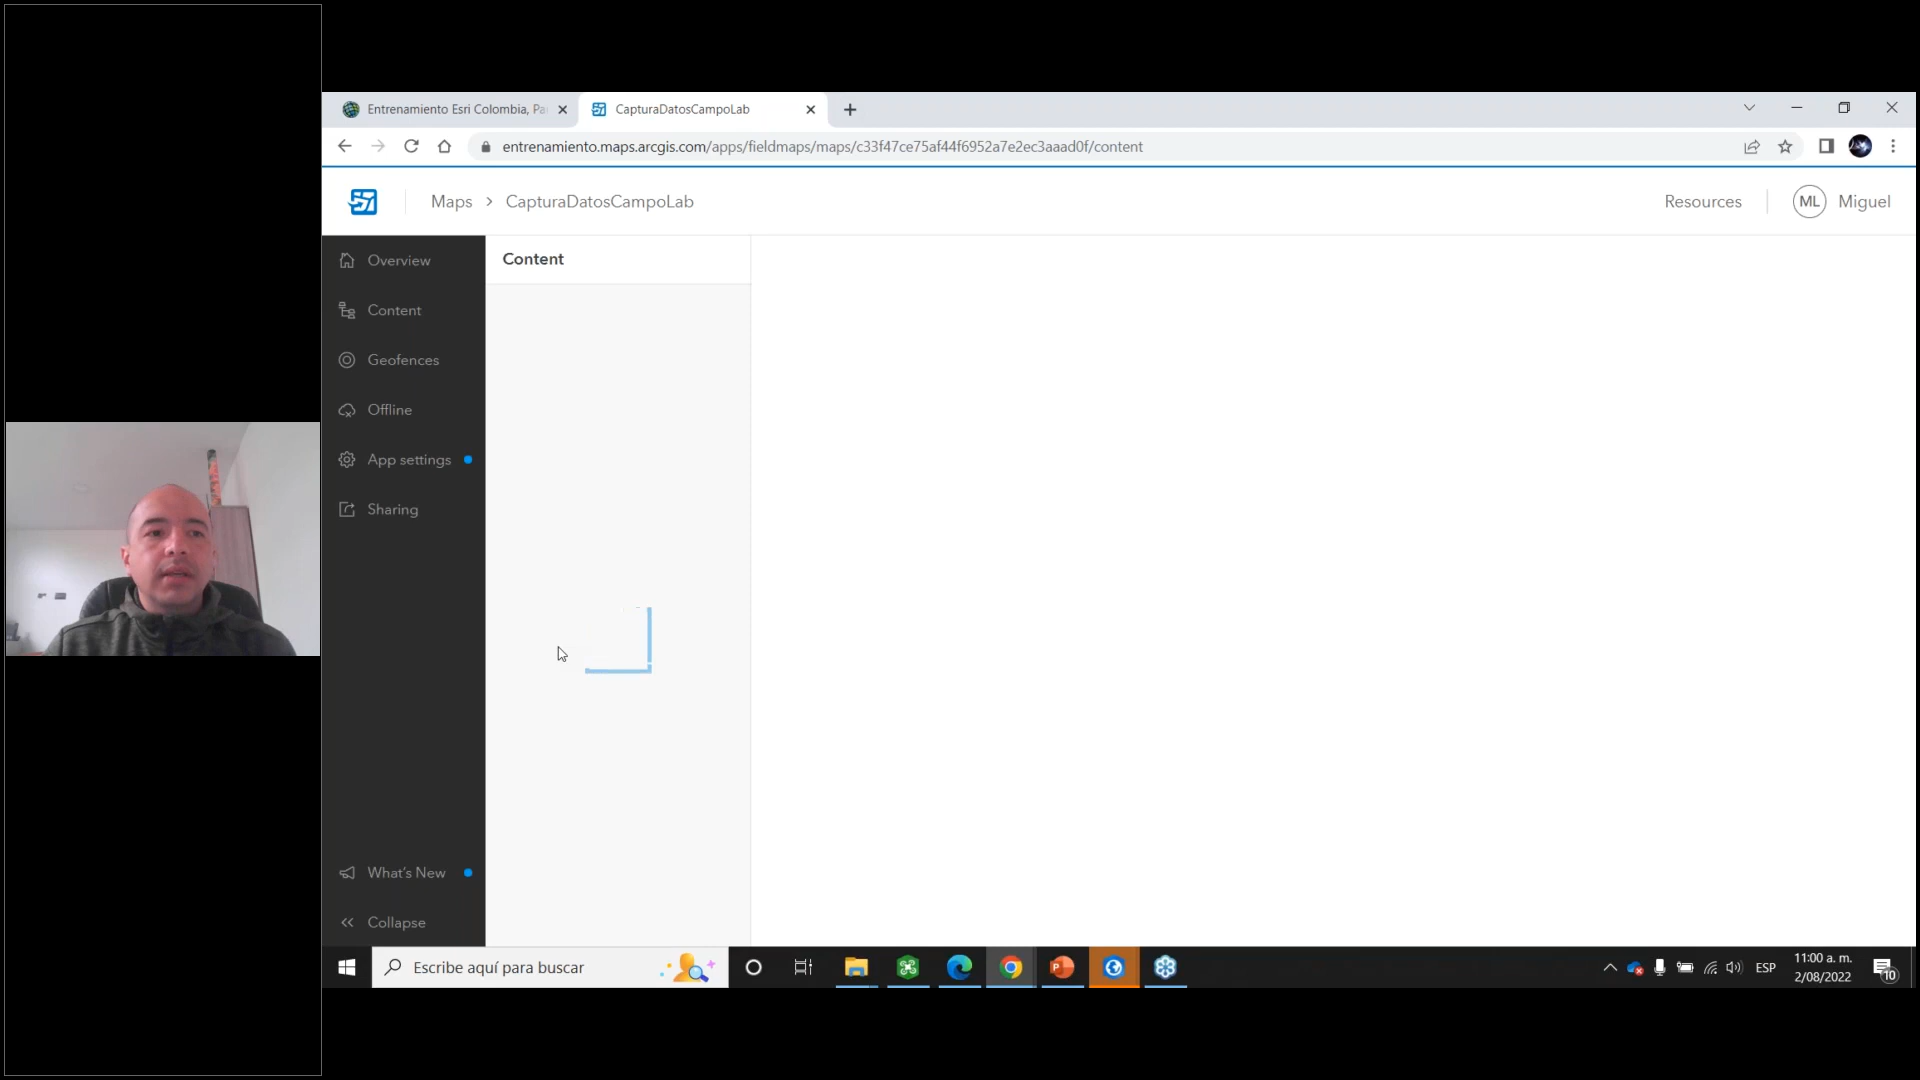 Entrenamiento Esri Colombia, Pa
CapturaDatosCampoLab
entrenamiento.maps.arcgis.com/apps/fieldmaps/maps/c33f47ce75af44f6952a7e2ec3aaad0f/content
Maps > CapturaDatosCampoLab
Resources
ML Miguel
Overview
Content
Geofences
Offline
App settings
Sharing
What's New
Collapse
Content
Escribe aquí para buscar
ESP
11:00 a. m.
2/08/2022
10